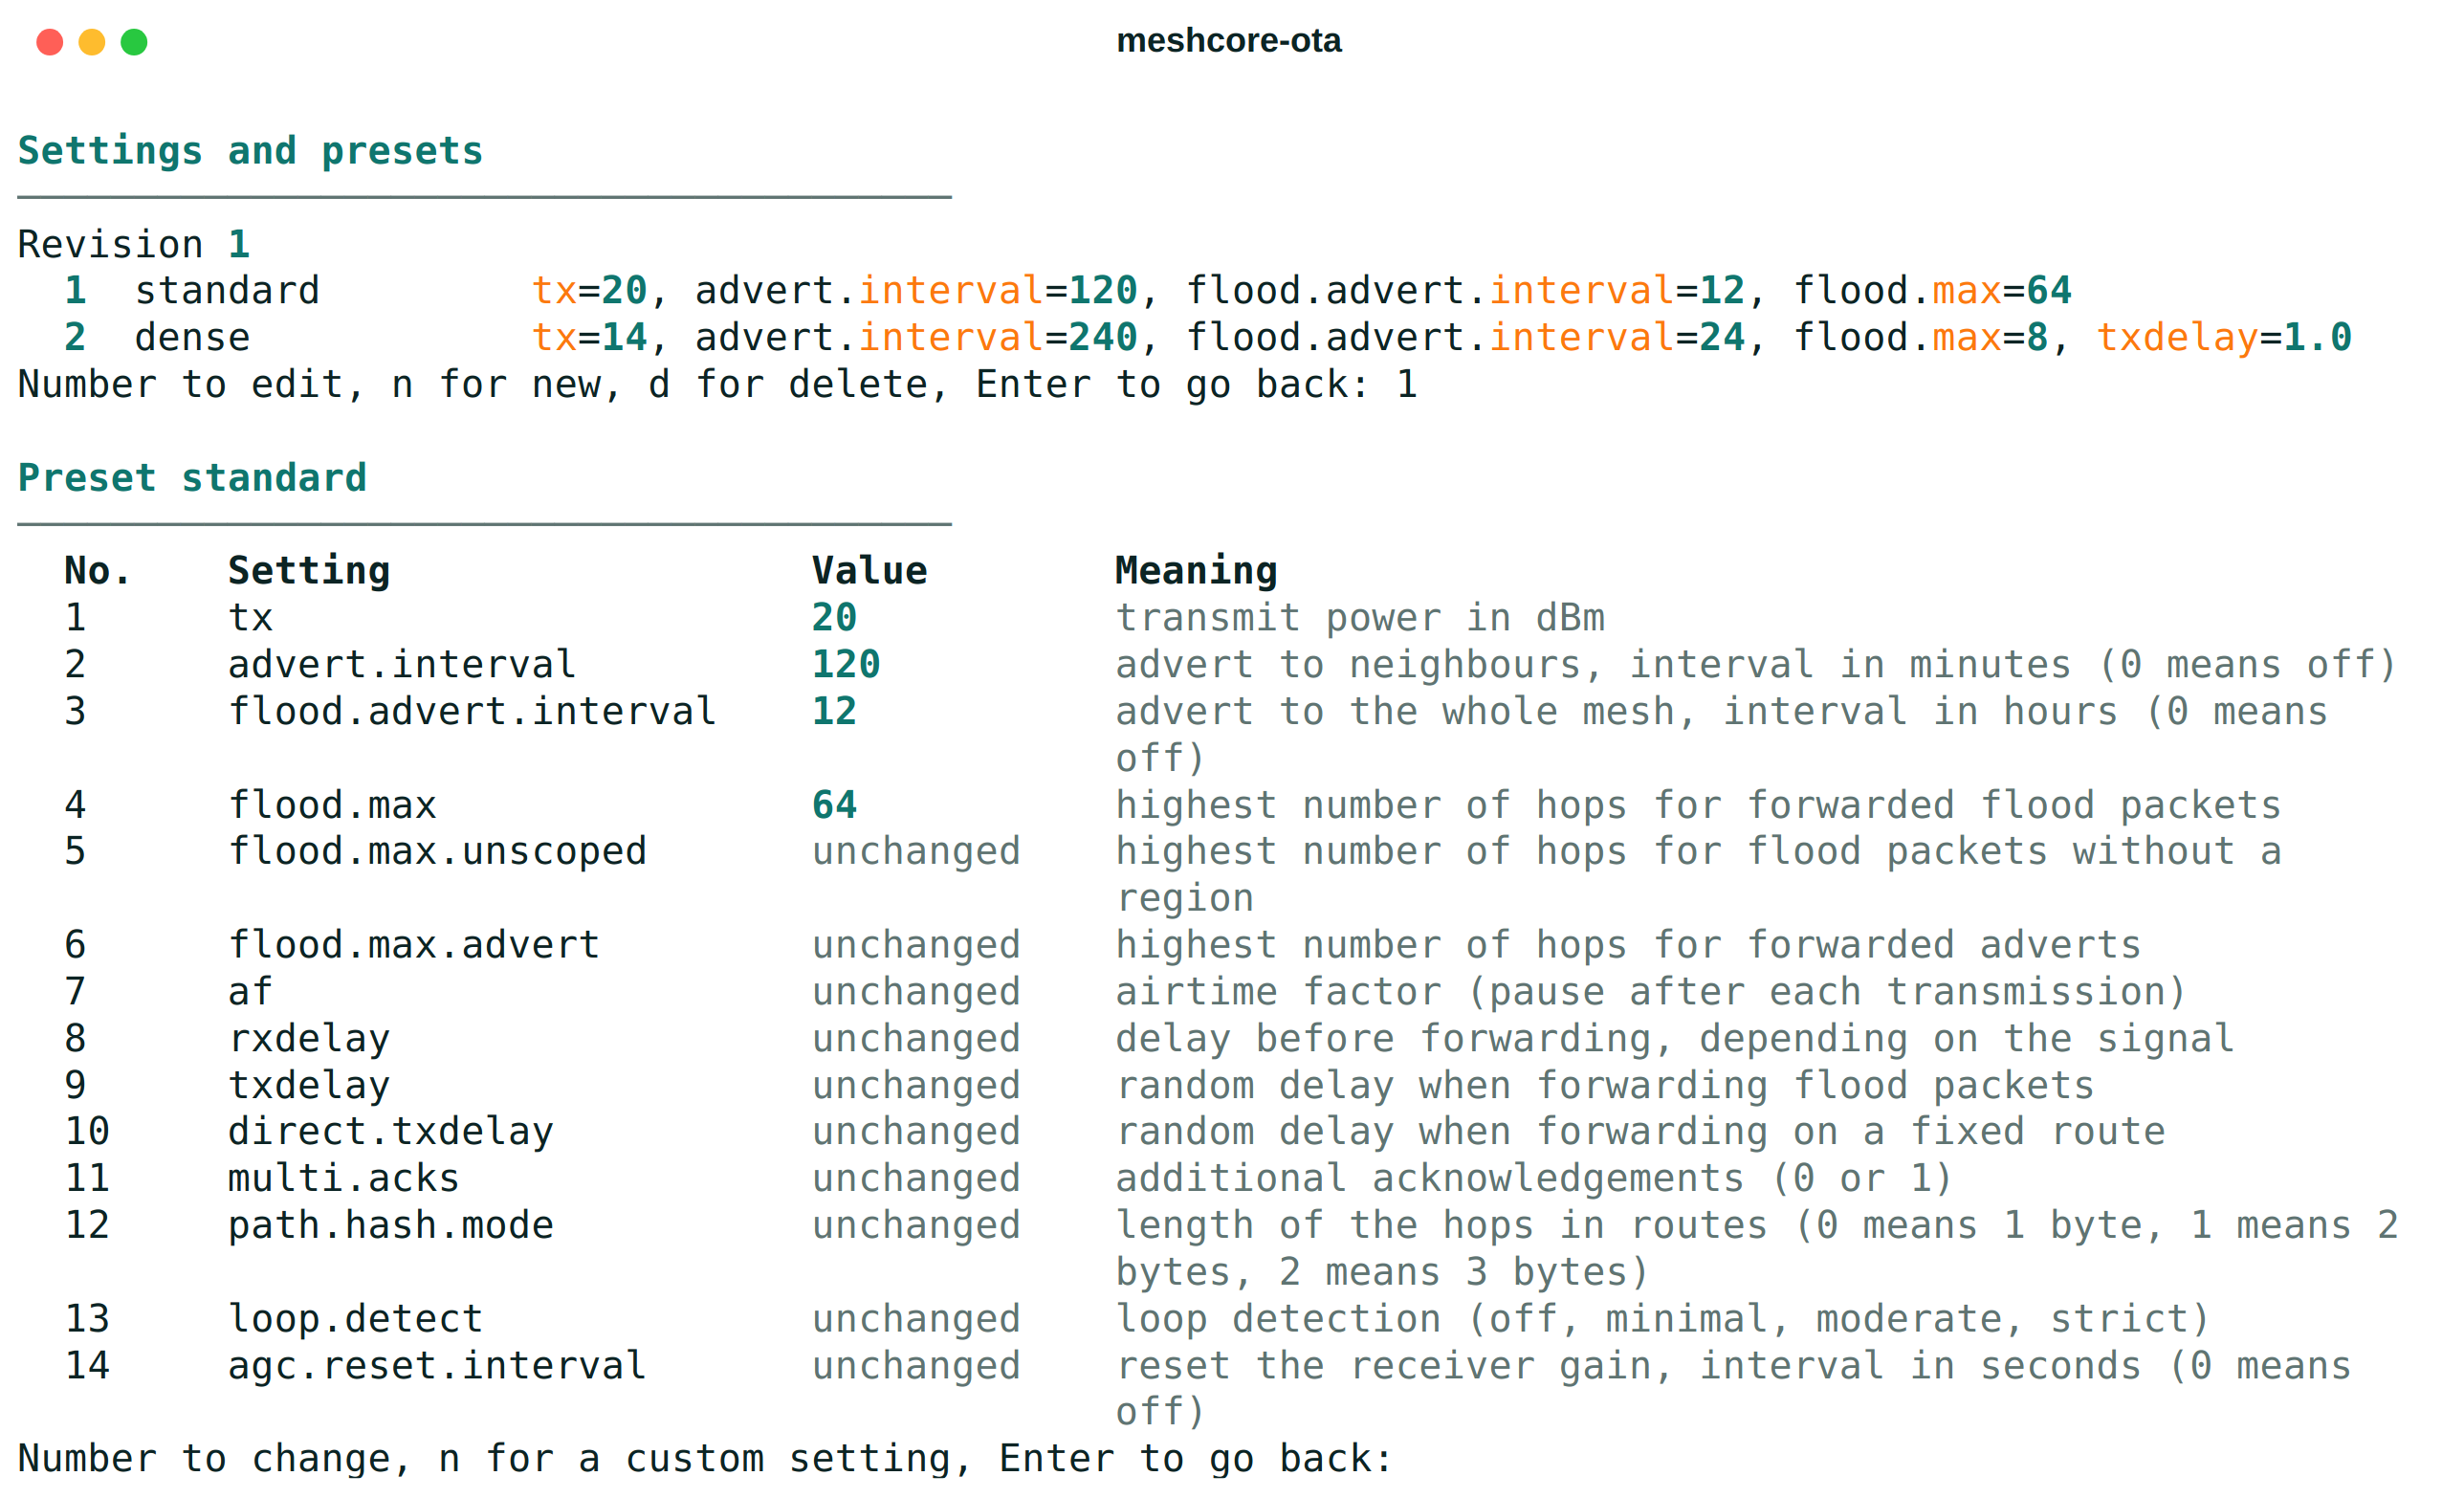 meshcore-ota
Settings and presets
Revision 1
1 standard tx=20, advert.interval=120, flood.advert.interval=12, flood.max=64
2 dense tx=14, advert.interval=240, flood.advert.interval=24, flood.max=8, txdelay=1.0
Number to edit, n for new, d for delete, Enter to go back: 1
Preset standard
No. Setting Value Meaning
1 tx 20 transmit power in dBm
2 advert.interval 120 advert to neighbours, interval in minutes (0 means off)
3 flood.advert.interval 12 advert to the whole mesh, interval in hours (0 means
off)
4 flood.max 64 highest number of hops for forwarded flood packets
5 flood.max.unscoped unchanged highest number of hops for flood packets without a
region
6 flood.max.advert unchanged highest number of hops for forwarded adverts
7 af unchanged airtime factor (pause after each transmission)
8 rxdelay unchanged delay before forwarding, depending on the signal
9 txdelay unchanged random delay when forwarding flood packets
10 direct.txdelay unchanged random delay when forwarding on a fixed route
11 multi.acks unchanged additional acknowledgements (0 or 1)
12 path.hash.mode unchanged length of the hops in routes (0 means 1 byte, 1 means 2
bytes, 2 means 3 bytes)
13 loop.detect unchanged loop detection (off, minimal, moderate, strict)
14 agc.reset.interval unchanged reset the receiver gain, interval in seconds (0 means
off)
Number to change, n for a custom setting, Enter to go back: